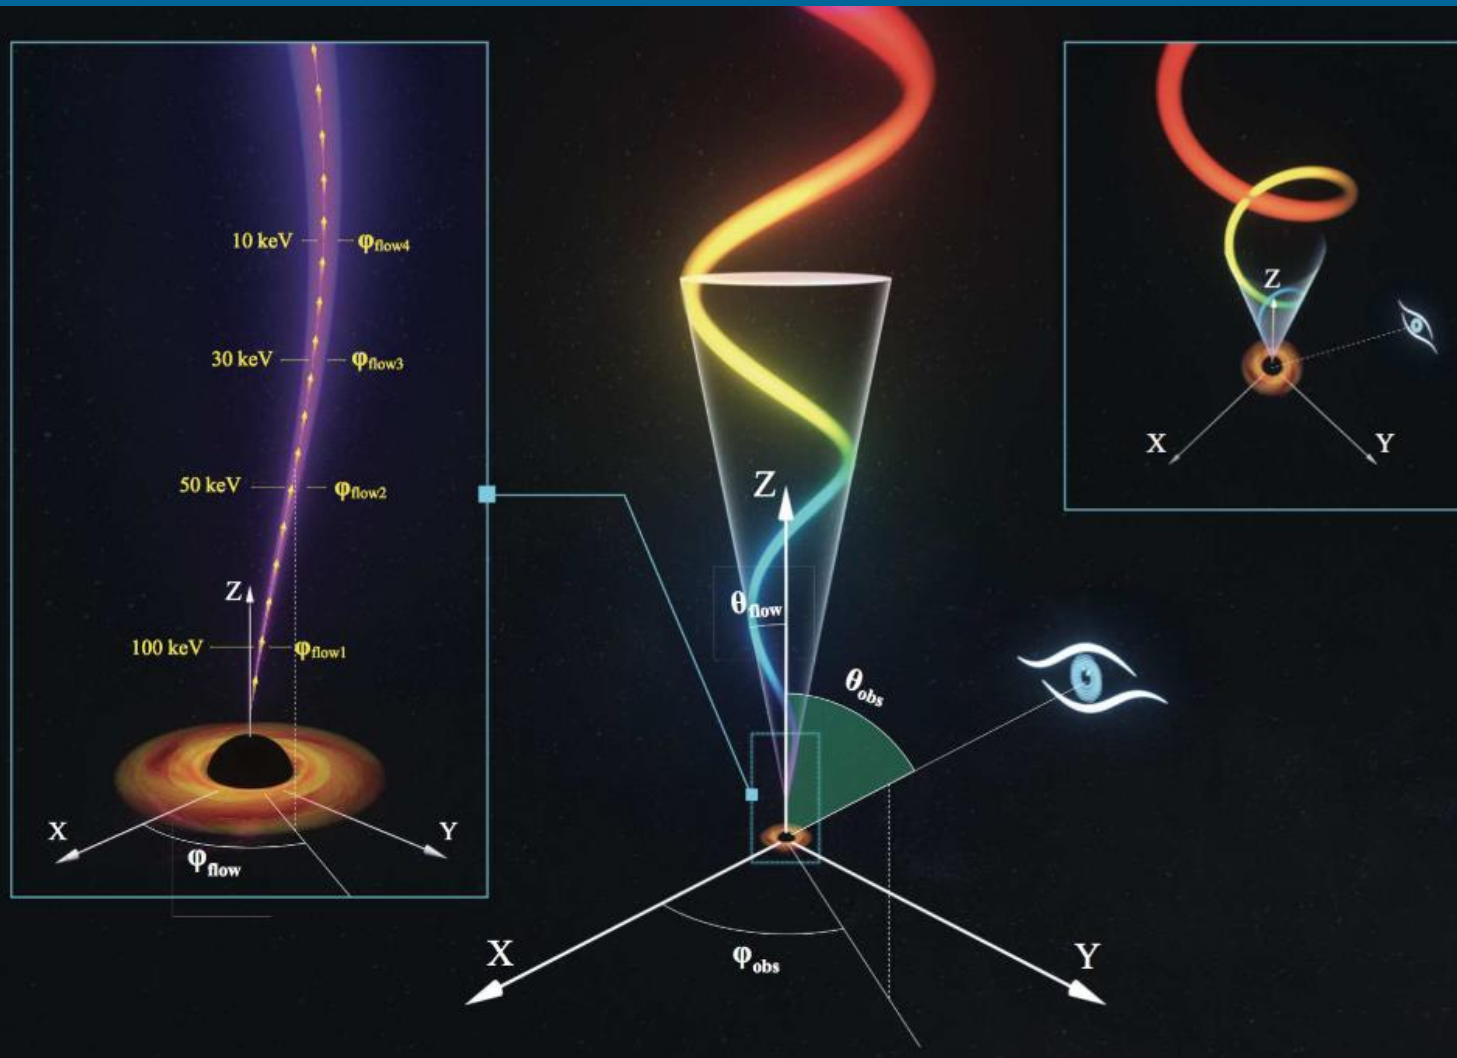 10 keV
φflow4
30 keV
φflow3
50 keV
φflow2
Z
100 keV
φflow1
X
Y
φflow
Z
θflow
θobs
X
Y
φobs
Z
X
Y